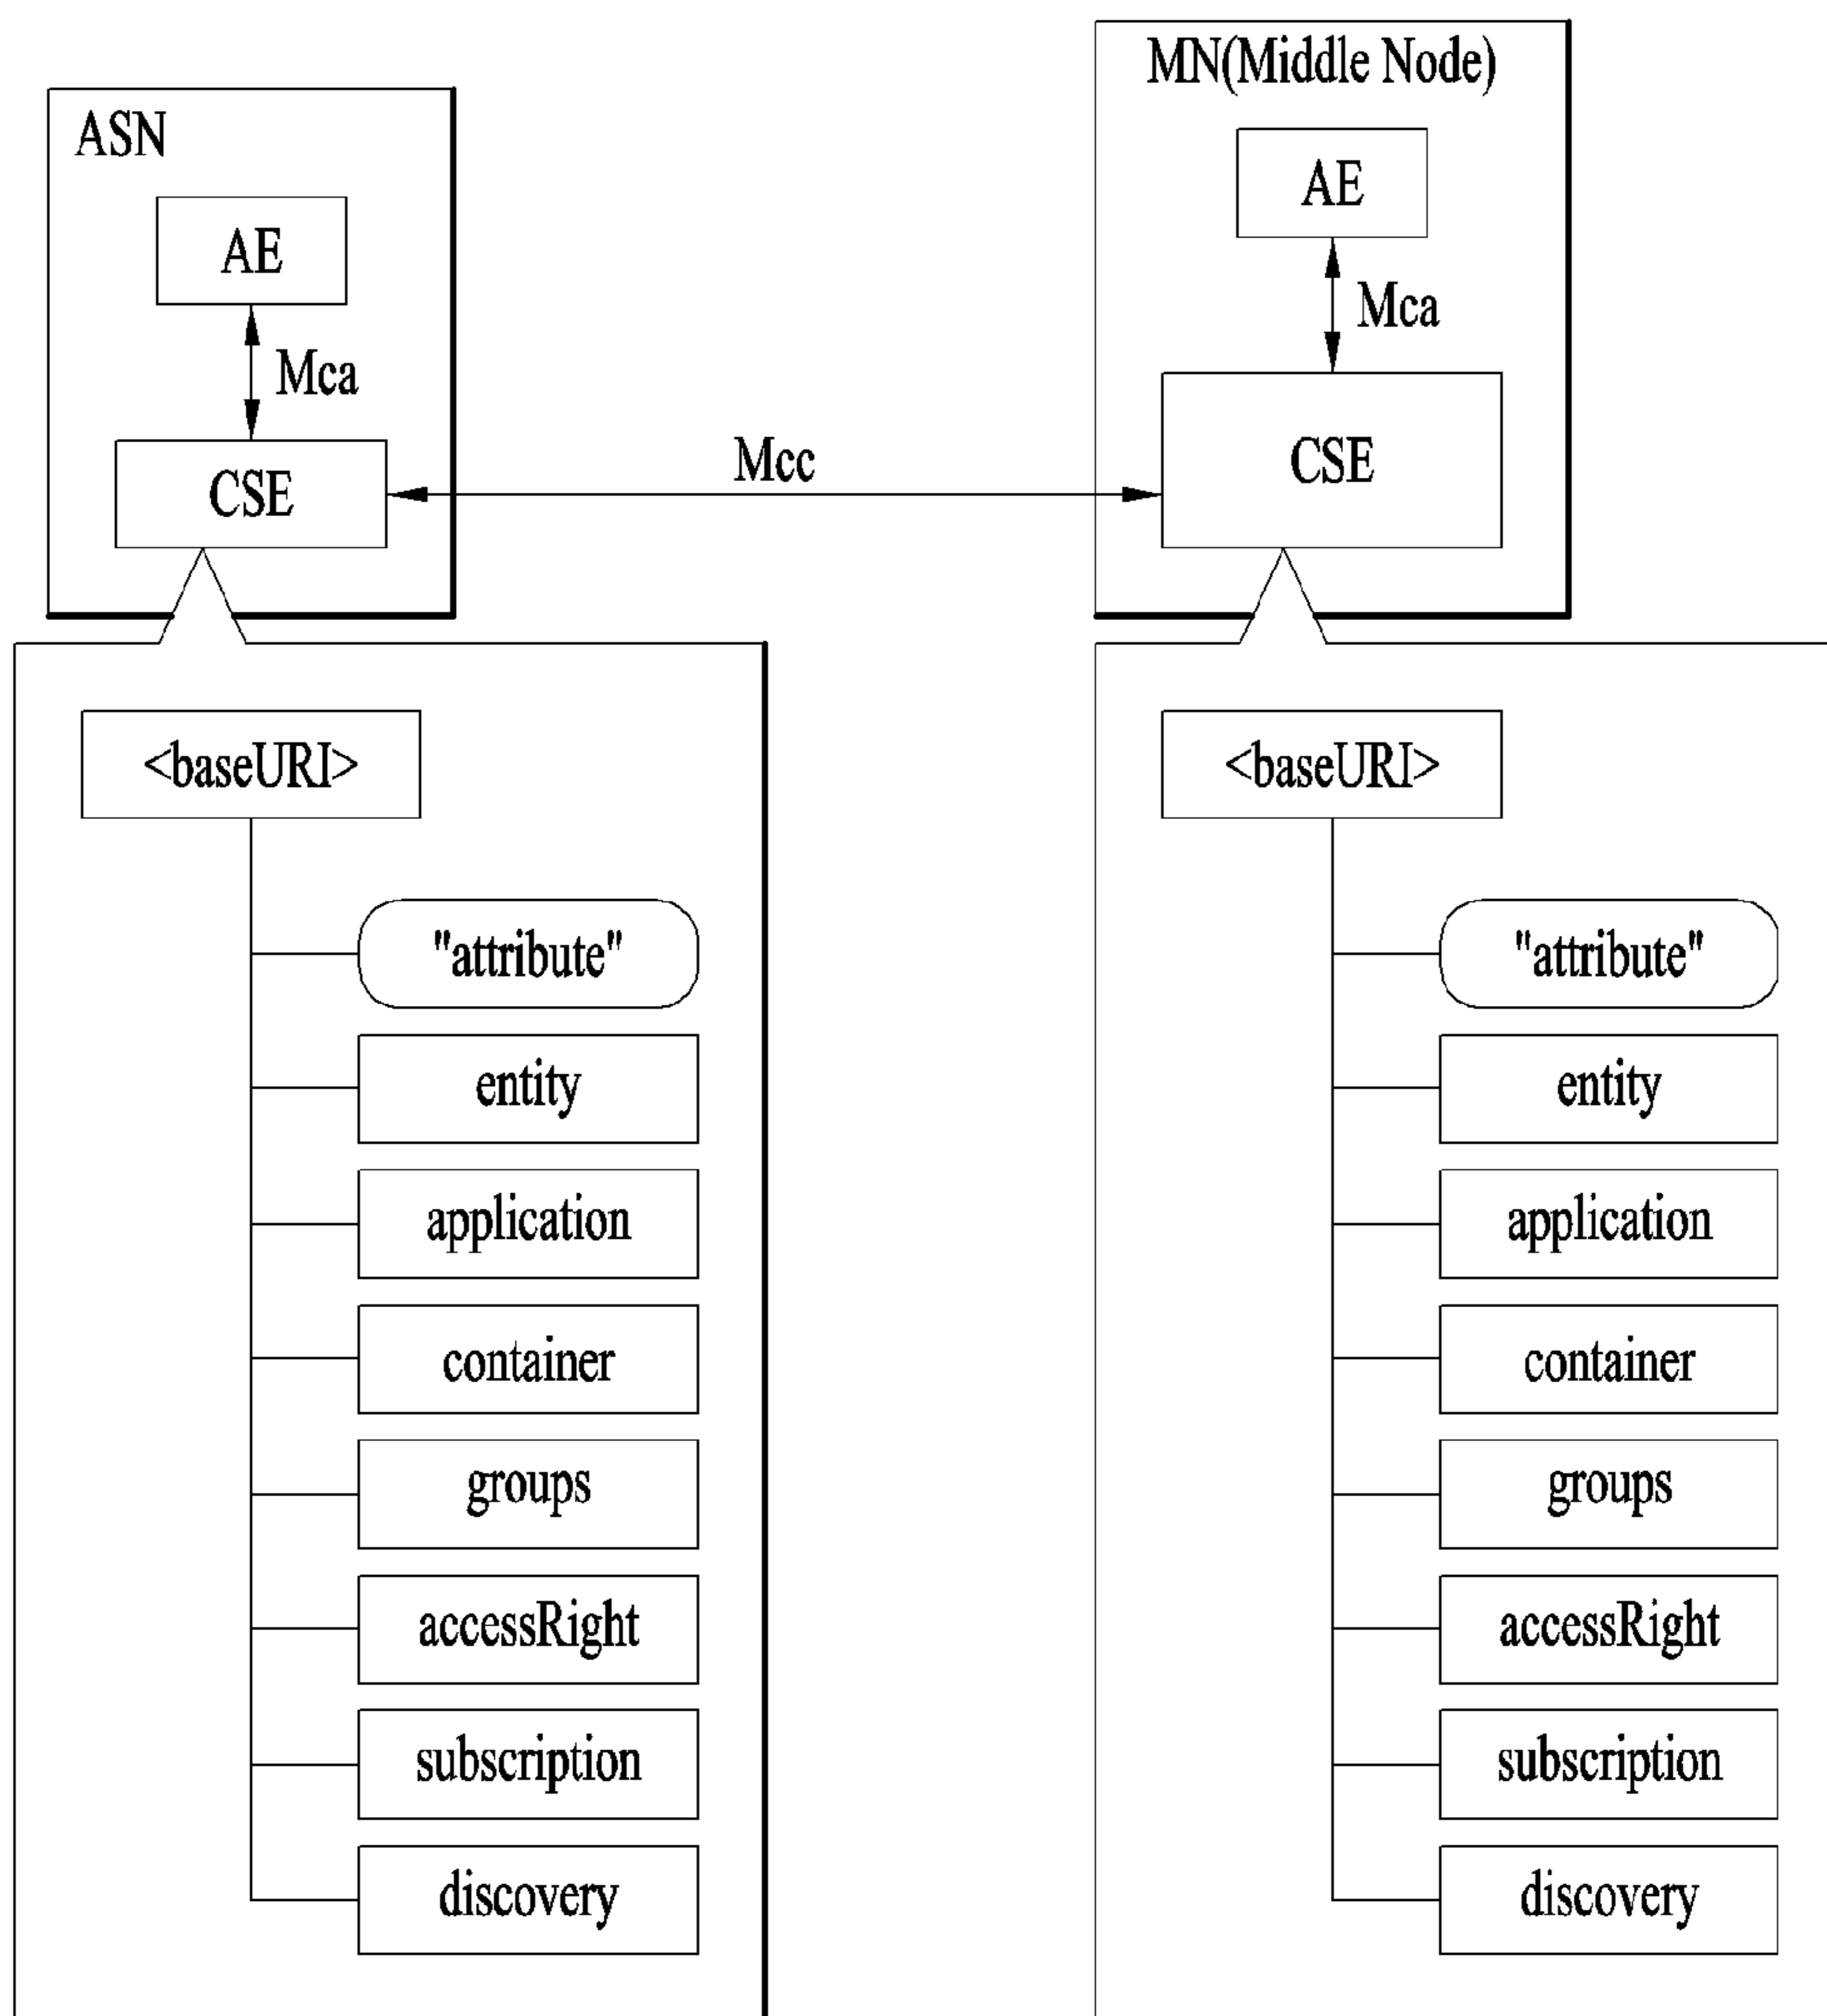 ASN
AE
Mca
CSE
Mcc
MN(Middle Node)
AE
Mca
CSE
<baseURI>
"attribute"
entity
application
container
groups
accessRight
subscription
discovery
<baseURI>
"attribute"
entity
application
container
groups
accessRight
subscription
discovery